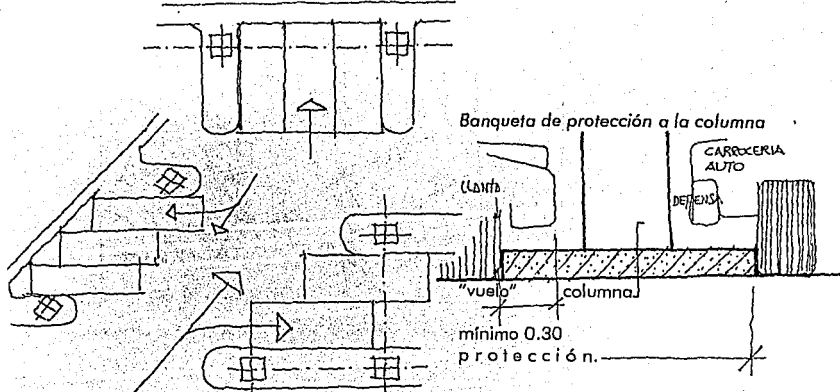 Banqueta de protección a la columna
CARROCERIA
AUTO
LLANTA
DEFENSA
"vuelo"
columna
mínimo 0.30
protección.